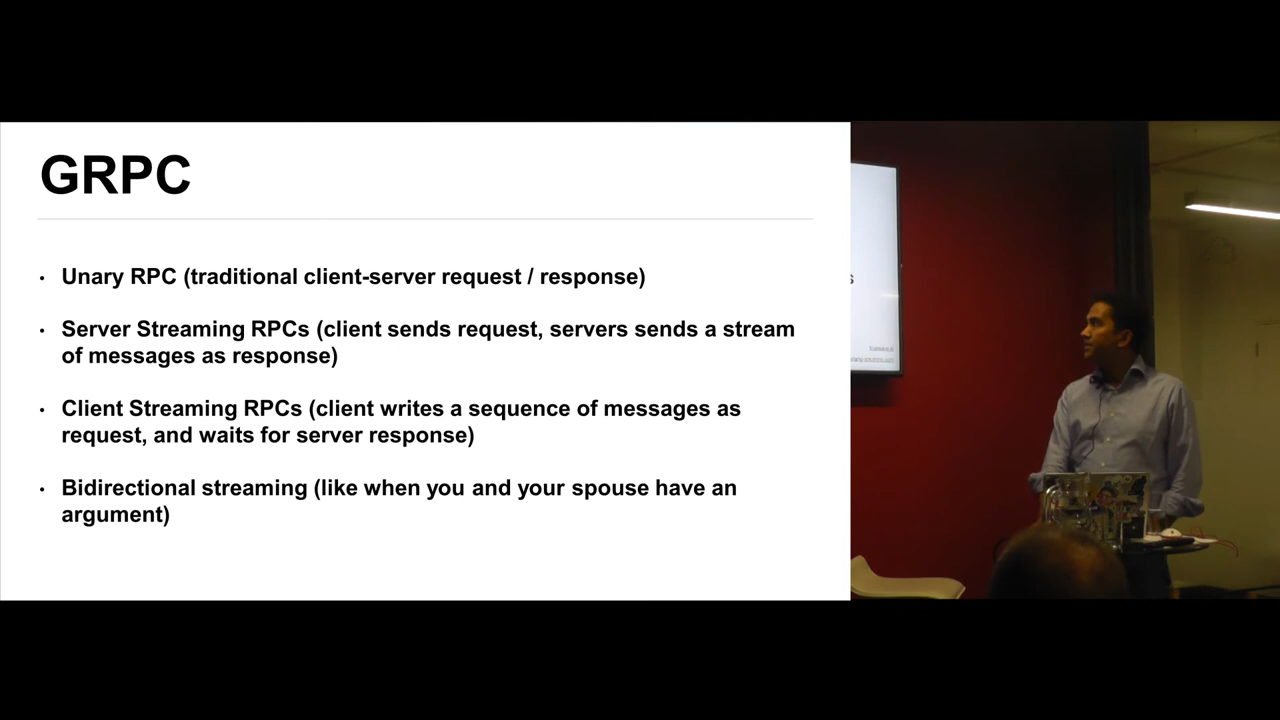 GRPC
• Unary RPC (traditional client-server request / response)
• Server Streaming RPCs (client sends request, servers sends a stream
of messages as response)
• Client Streaming RPCs (client writes a sequence of messages as
request, and waits for server response)
• Bidirectional streaming (like when you and your spouse have an
argument)
s